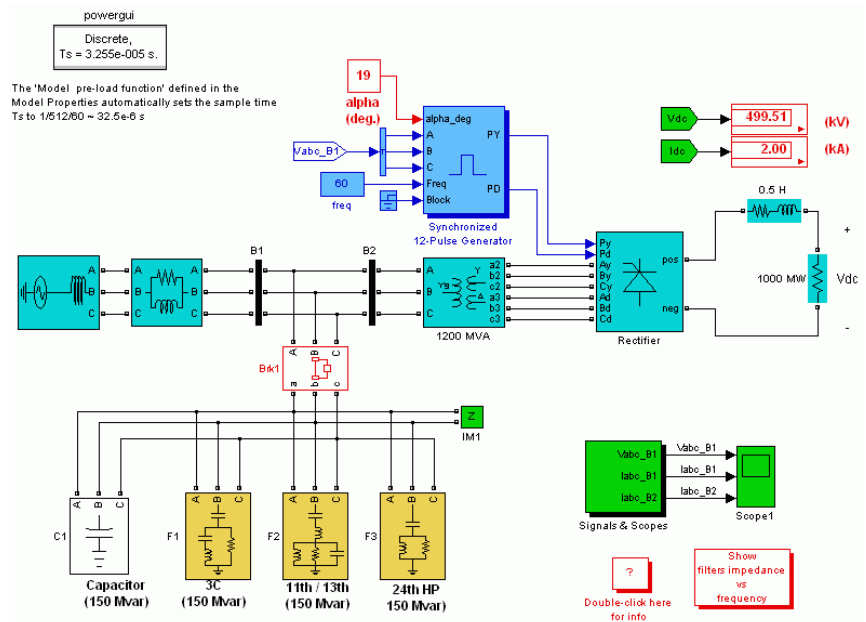 powergui
Discrete,
Ts = 3.255e-005 s.
The 'Model pre-load function' defined in the
Model Properties automatically sets the sample time
Ts to 1/512/60 ~ 32.5e-6 s
19
alpha
(deg.)
Vabc_B1
60
freq
alpha_deg
A
B
C
Freq
Block
PY
PD
Synchronized
12-Pulse Generator
Vdc
499.51
(kV)
Idc
2.00
(kA)
0.5 H
+
1000 MW
Vdc
-
A
B
C
A
B
C
A
B
C
B1
B2
A
B
C
Yg
Y
Δ
a2
b2
c2
a3
b3
c3
1200 MVA
Py
Pd
Ay
By
Cy
Ad
Bd
Cd
pos
neg
Rectifier
Brk1
A
B
C
a
b
c
Z
IM1
A
B
C
C1
Capacitor
(150 Mvar)
A
B
C
F1
3C
(150 Mvar)
A
B
C
F2
11th / 13th
(150 Mvar)
A
B
C
F3
24th HP
150 Mvar)
Vabc_B1
Iabc_B1
Iabc_B2
Vabc_B1
Iabc_B1
Iabc_B2
Signals & Scopes
Scope1
?
Double-click here
for info
Show
filters impedance
vs
frequency